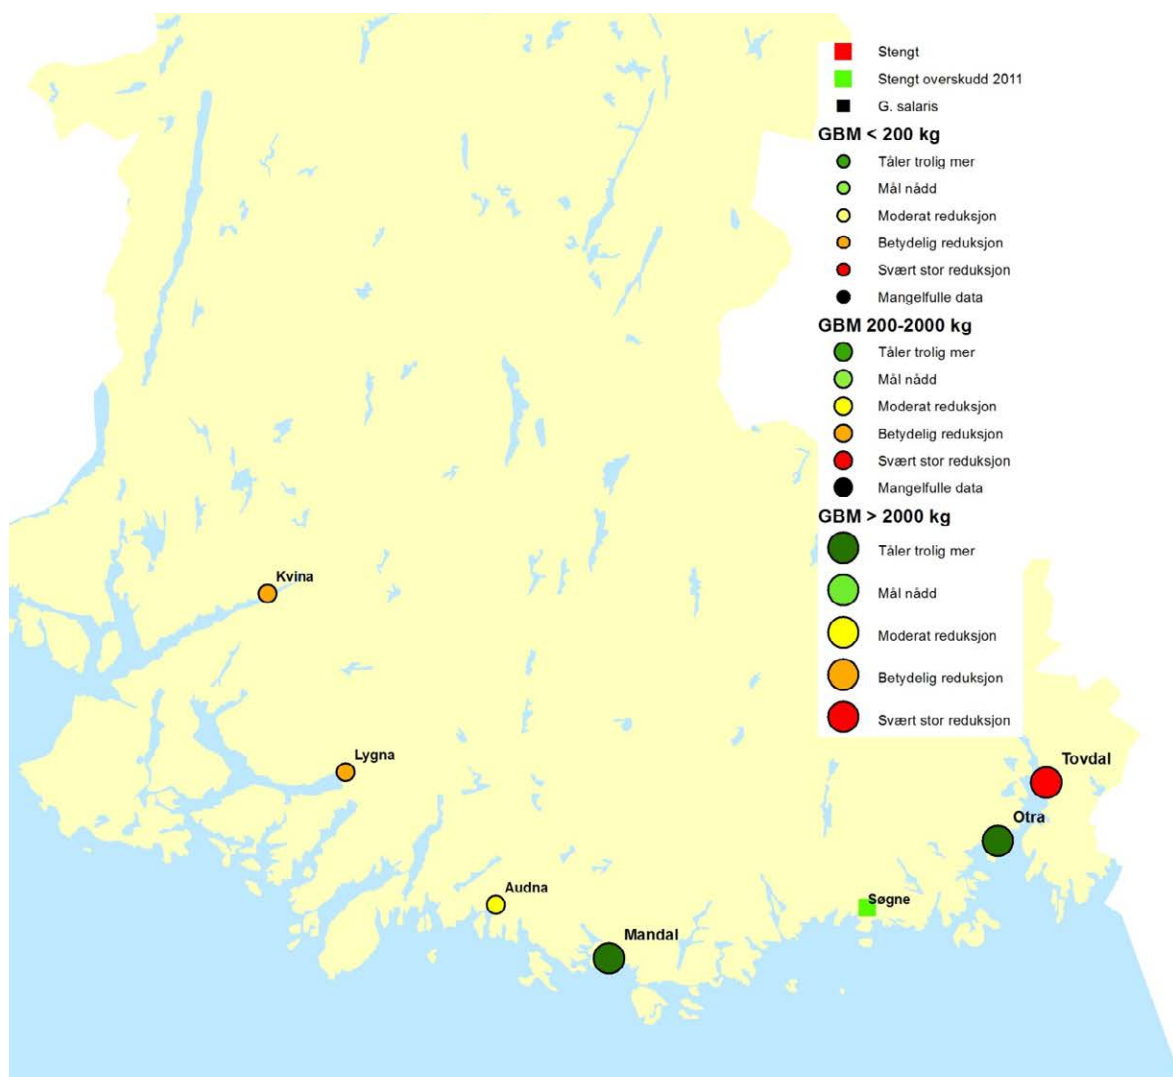 Stengt
Stengt overskudd 2011
G. salaris
GBM < 200 kg
Tåler trolig mer
Mål nådd
Moderat reduksjon
Betydelig reduksjon
Svært stor reduksjon
Mangelfulle data
GBM 200-2000 kg
Tåler trolig mer
Mål nådd
Moderat reduksjon
Betydelig reduksjon
Svært stor reduksjon
Mangelfulle data
GBM > 2000 kg
Tåler trolig mer
Mål nådd
Moderat reduksjon
Betydelig reduksjon
Svært stor reduksjon
Kvina
Lygna
Tovdal
Otra
Audna
Søgne
Mandal